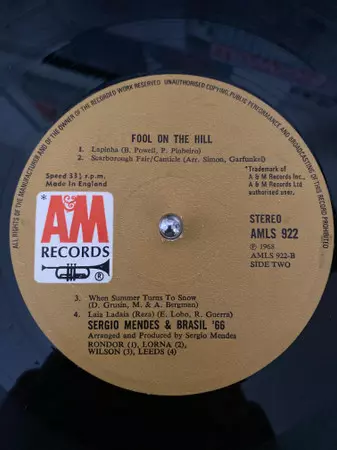 ALL RIGHTS OF THE MANUFACTURER AND OF THE OWNER OF THE RECORDED WORK RESERVED. UNAUTHORISED COPYING, PUBLIC PERFORMANCE AND BROADCASTING OF THIS RECORD PROHIBITED
FOOL ON THE HILL
1. Lapinha (B. Powell, P. Pinheiro)
2. Scarborough Fair/Canticle (Arr. Simon, Garfunkel)
Speed 33⅓ r.p.m.
Made in England
*Trademark of
A & M Records Inc.,
A & M Records Ltd
authorised user.
*
A&M
RECORDS
®
STEREO
AMLS 922
℗ 1968
AMLS 922-B
SIDE TWO
3. When Summer Turns To Snow
(D. Grusin, M. & A. Bergman)
4. Laia Ladaia (Reza) (E. Lobo, R. Guerra)
SERGIO MENDES & BRASIL '66
Arranged and Produced by Sergio Mendes
RONDOR (1), LORNA (2),
WILSON (3), LEEDS (4)